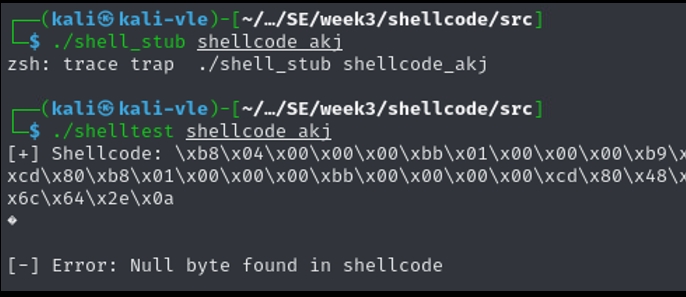 ┌──(kali㉿kali-vle)-[~/…/SE/week3/shellcode/src]
└─$ ./shell_stub shellcode_akj
zsh: trace trap  ./shell_stub shellcode_akj
┌──(kali㉿kali-vle)-[~/…/SE/week3/shellcode/src]
└─$ ./shelltest shellcode_akj
[+] Shellcode: \xb8\x04\x00\x00\x00\xbb\x01\x00\x00\x00\xb9\x
xcd\x80\xb8\x01\x00\x00\x00\xbb\x00\x00\x00\x00\xcd\x80\x48\x
x6c\x64\x2e\x0a
�
[-] Error: Null byte found in shellcode